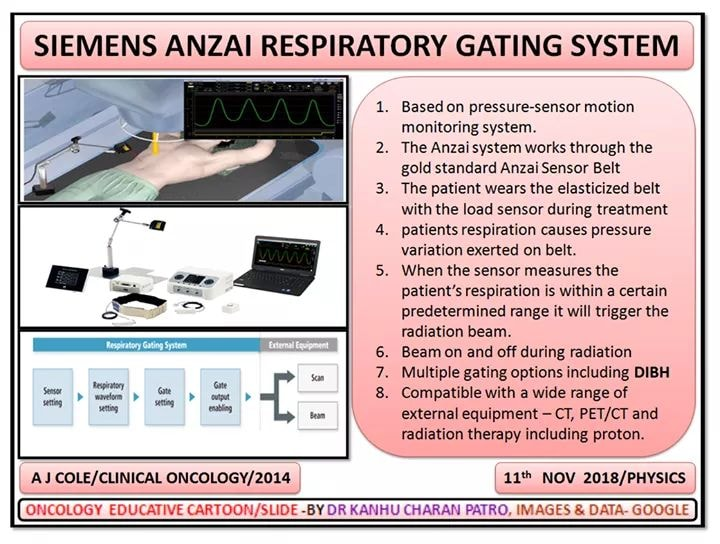 SIEMENS ANZAI RESPIRATORY GATING SYSTEM
1. Based on pressure-sensor motion
monitoring system.
2. The Anzai system works through the
gold standard Anzai Sensor Belt
3. The patient wears the elasticized belt
with the load sensor during treatment
4. patients respiration causes pressure
variation exerted on belt.
5. When the sensor measures the
patient's respiration is within a certain
predetermined range it will trigger the
radiation beam.
6. Beam on and off during radiation
7. Multiple gating options including DIBH
8. Compatible with a wide range of
external equipment – CT, PET/CT and
radiation therapy including proton.
Respiratory Gating System
External Equipment
Sensor
setting
Respiratory
waveform
setting
Gate
setting
Gate
output
enabling
Scan
Beam
A J COLE/CLINICAL ONCOLOGY/2014
11th NOV 2018/PHYSICS
ONCOLOGY EDUCATIVE CARTOON/SLIDE -BY DR KANHU CHARAN PATRO, IMAGES & DATA- GOOGLE